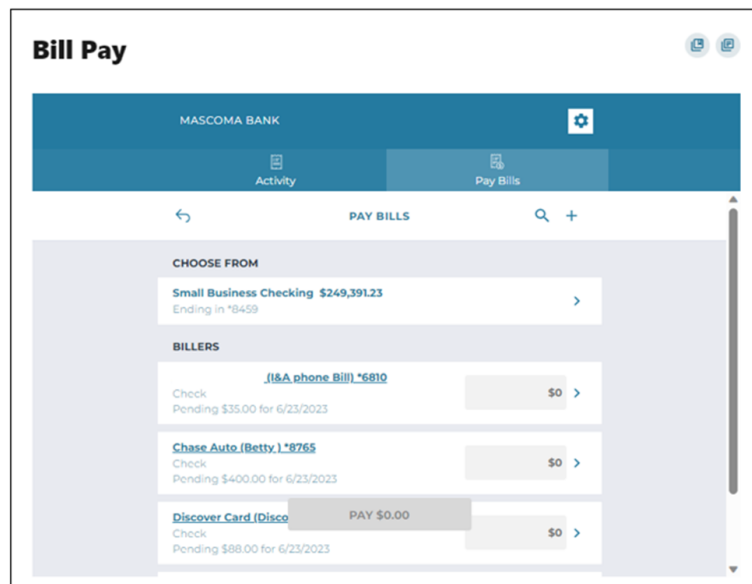 Bill Pay
MASCOMA BANK
Activity
Pay Bills
PAY BILLS
CHOOSE FROM
Small Business Checking $249,391.23
Ending in *8459
BILLERS
(I&A phone Bill) *6810
Check
$0
Pending $35.00 for 6/23/2023
Chase Auto (Betty ) *8765
Check
$0
Pending $400.00 for 6/23/2023
PAY $0.00
Discover Card (Disco
Check
$0
Pending $88.00 for 6/23/2023